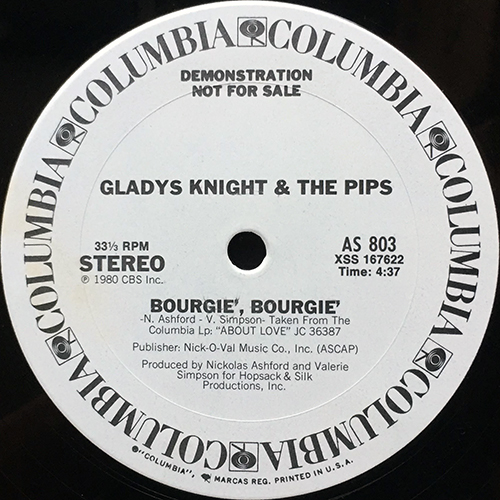 COLUMBIA COLUMBIA COLUMBIA COLUMBIA COLUMBIA COLUMBIA COLUMBIA
DEMONSTRATION
NOT FOR SALE
GLADYS KNIGHT & THE PIPS
33⅓ RPM
STEREO
℗ 1980 CBS Inc.
AS 803
XSS 167622
Time: 4:37
BOURGIE', BOURGIE'
-N. Ashford - V. Simpson- Taken From The
Columbia Lp: "ABOUT LOVE" JC 36387
Publisher: Nick-O-Val Music Co., Inc. (ASCAP)
Produced by Nickolas Ashford and Valerie
Simpson for Hopsack & Silk
Productions, Inc.
"COLUMBIA", MARCAS REG. PRINTED IN U.S.A.